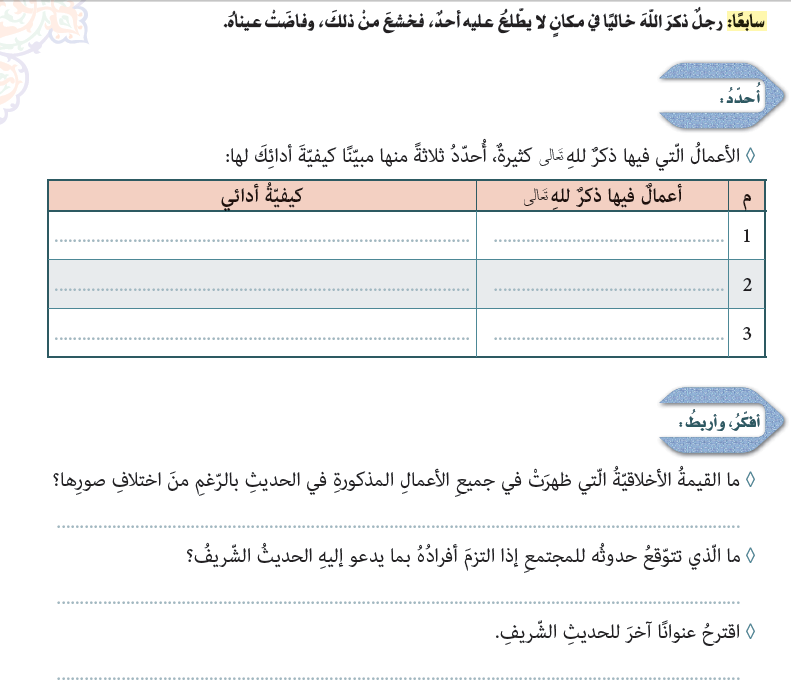 سابعًا: رجلٌ ذكرَ اللّهَ خاليًا في مكانٍ لا يطّلعُ عليه أحدٌ، فخشعَ منْ ذلكَ، وفاضَتْ عيناهُ.
أُحدّدُ:
◊ الأعمالُ الّتي فيها ذكرٌ للهِ تَعَالَى كثيرةٌ، أُحدّدُ ثلاثةً منها مبيّنًا كيفيّةَ أدائِكَ لها:
م أعمالٌ فيها ذكرٌ للهِ تَعَالَى كيفيّةُ أدائي
1 ........................ ........................
2 ........................ ........................
3 ........................ ........................
أفكّرُ، وأربطُ:
◊ ما القيمةُ الأخلاقيّةُ الّتي ظهرَتْ في جميعِ الأعمالِ المذكورةِ في الحديثِ بالرّغمِ منَ اختلافِ صورِها؟
........................
◊ ما الّذي تتوّقعُ حدوثُه للمجتمعِ إذا التزمَ أفرادُهُ بما يدعو إليهِ الحديثُ الشّريفُ؟
........................
◊ اقترحُ عنوانًا آخرَ للحديثِ الشّريفِ.
........................